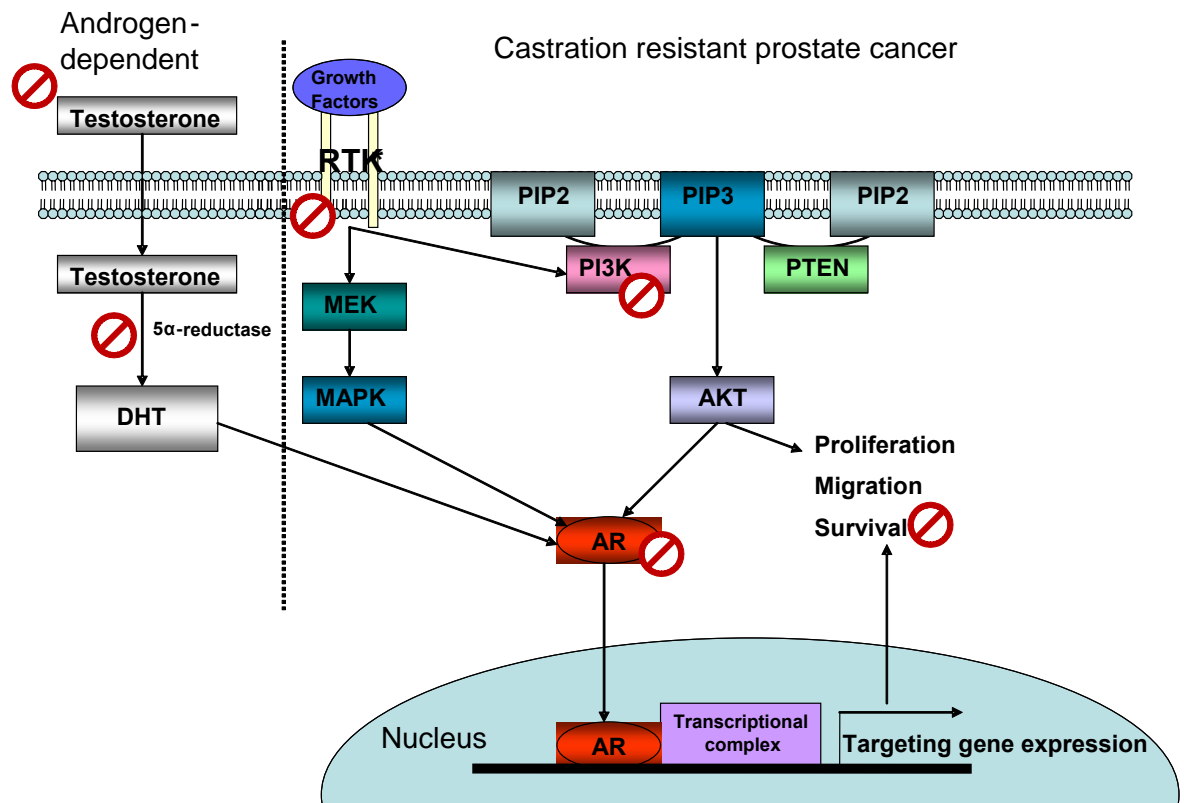 Androgen-
dependent
Castration resistant prostate cancer
Growth
Factors
Testosterone
RTK*
PIP2
PIP3
PIP2
Testosterone
PI3K
PTEN
MEK
5α-reductase
MAPK
AKT
DHT
Proliferation
Migration
Survival
AR
Nucleus
AR
Transcriptional
complex
Targeting gene expression